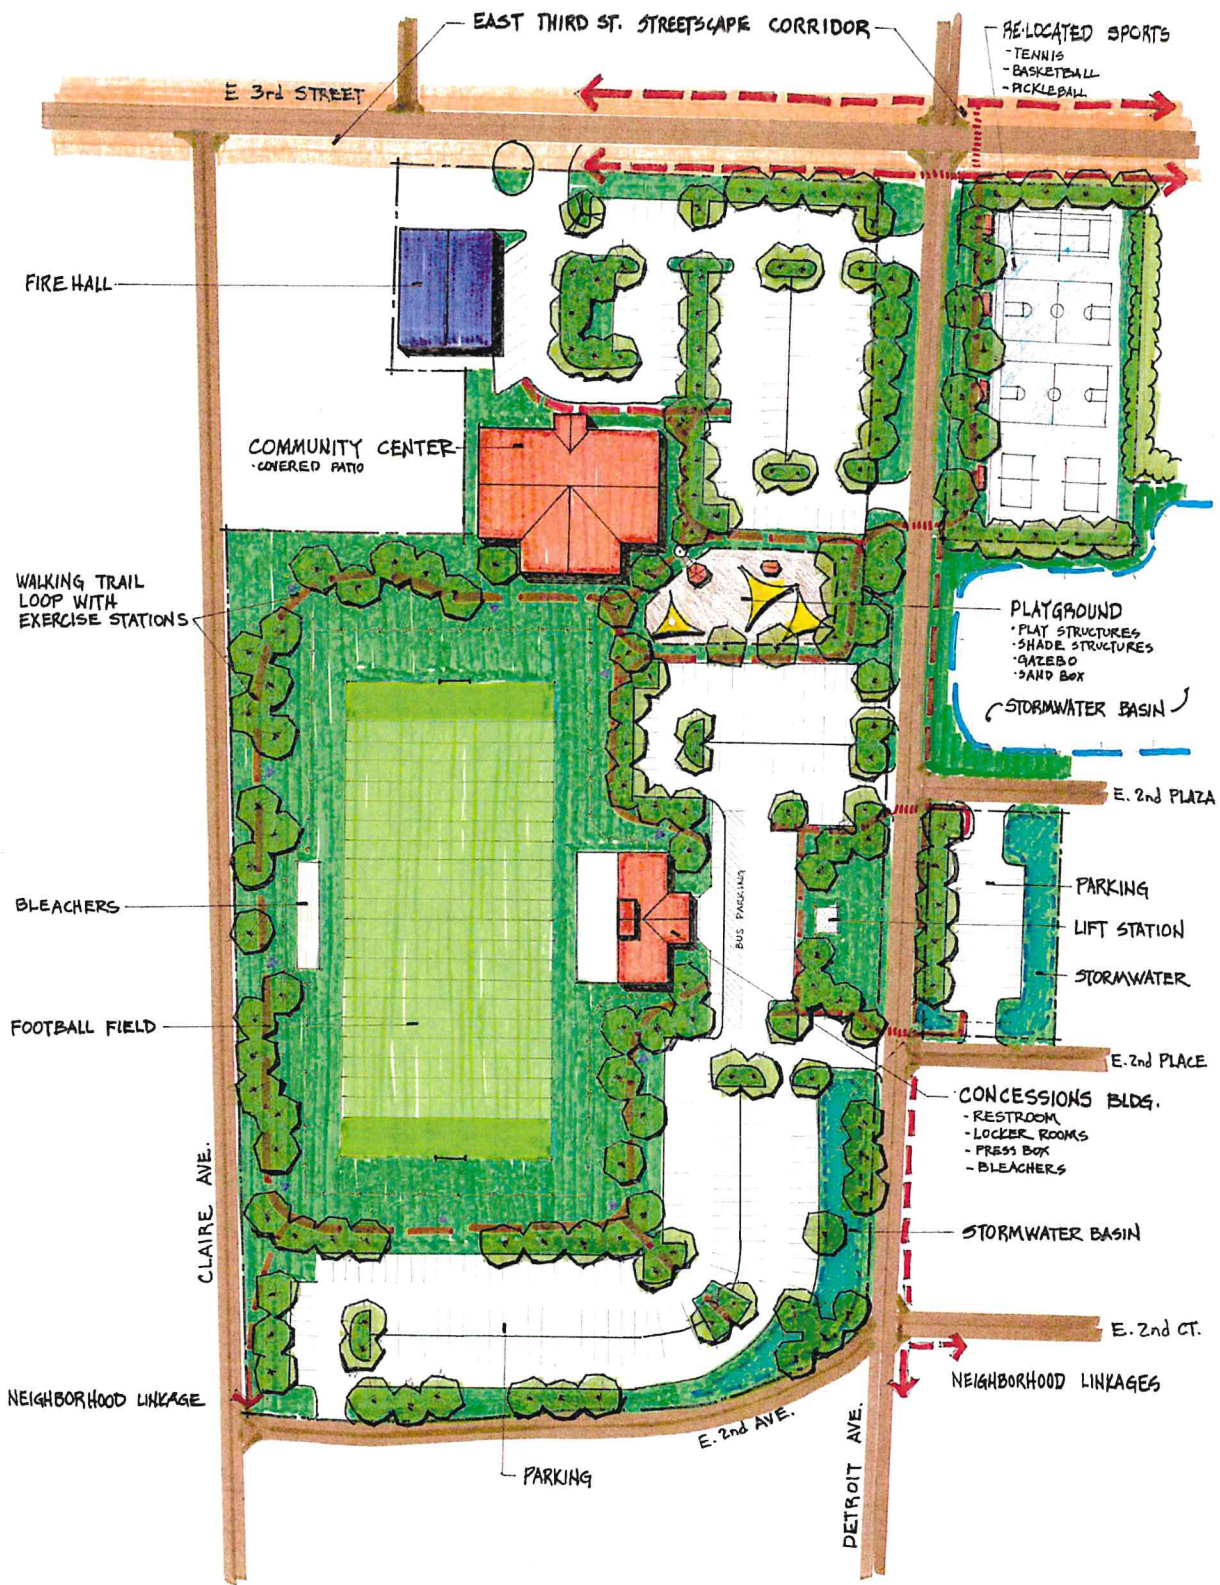 EAST THIRD ST. STREETSCAPE CORRIDOR
RE-LOCATED SPORTS
- TENNIS
- BASKETBALL
- PICKLEBALL
E 3rd STREET
FIRE HALL
COMMUNITY CENTER
• COVERED PATIO
WALKING TRAIL
LOOP WITH
EXERCISE STATIONS
PLAYGROUND
• PLAY STRUCTURES
• SHADE STRUCTURES
• GAZEBO
• SAND BOX
STORMWATER BASIN
E. 2nd PLAZA
BLEACHERS
BUS PARKING
PARKING
LIFT STATION
STORMWATER
FOOTBALL FIELD
E. 2nd PLACE
CONCESSIONS BLDG.
- RESTROOM
- LOCKER ROOMS
- PRESS BOX
- BLEACHERS
CLAIRE AVE.
STORMWATER BASIN
E. 2nd CT.
NEIGHBORHOOD LINKAGE
NEIGHBORHOOD LINKAGES
E. 2nd AVE.
DETROIT AVE.
PARKING